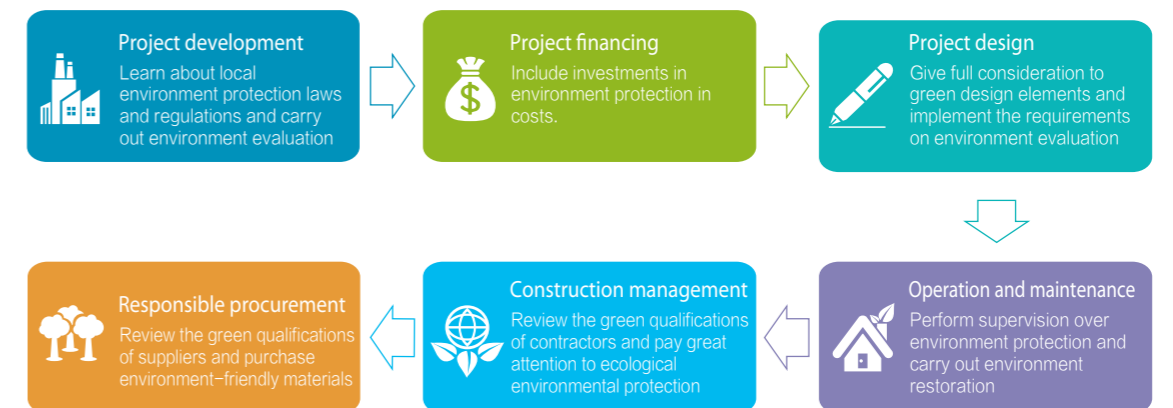 Project development
Learn about local
environment protection laws
and regulations and carry
out environment evaluation
Project financing
Include investments in
environment protection in
costs.
Project design
Give full consideration to
green design elements and
implement the requirements
on environment evaluation
Operation and maintenance
Perform supervision over
environment protection and
carry out environment
restoration
Construction management
Review the green qualifications
of contractors and pay great
attention to ecological
environmental protection
Responsible procurement
Review the green qualifications
of suppliers and purchase
environment-friendly materials
$